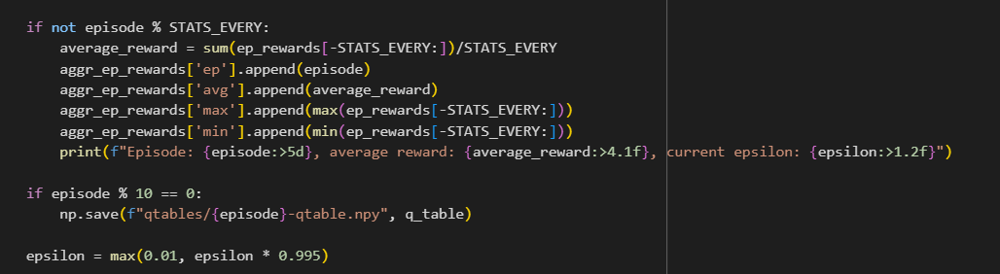 if not episode % STATS_EVERY:
    average_reward = sum(ep_rewards[-STATS_EVERY:])/STATS_EVERY
    aggr_ep_rewards['ep'].append(episode)
    aggr_ep_rewards['avg'].append(average_reward)
    aggr_ep_rewards['max'].append(max(ep_rewards[-STATS_EVERY:]))
    aggr_ep_rewards['min'].append(min(ep_rewards[-STATS_EVERY:]))
    print(f"Episode: {episode:>5d}, average reward: {average_reward:>4.1f}, current epsilon: {epsilon:>1.2f}")
if episode % 10 == 0:
    np.save(f"qtables/{episode}-qtable.npy", q_table)
epsilon = max(0.01, epsilon * 0.995)